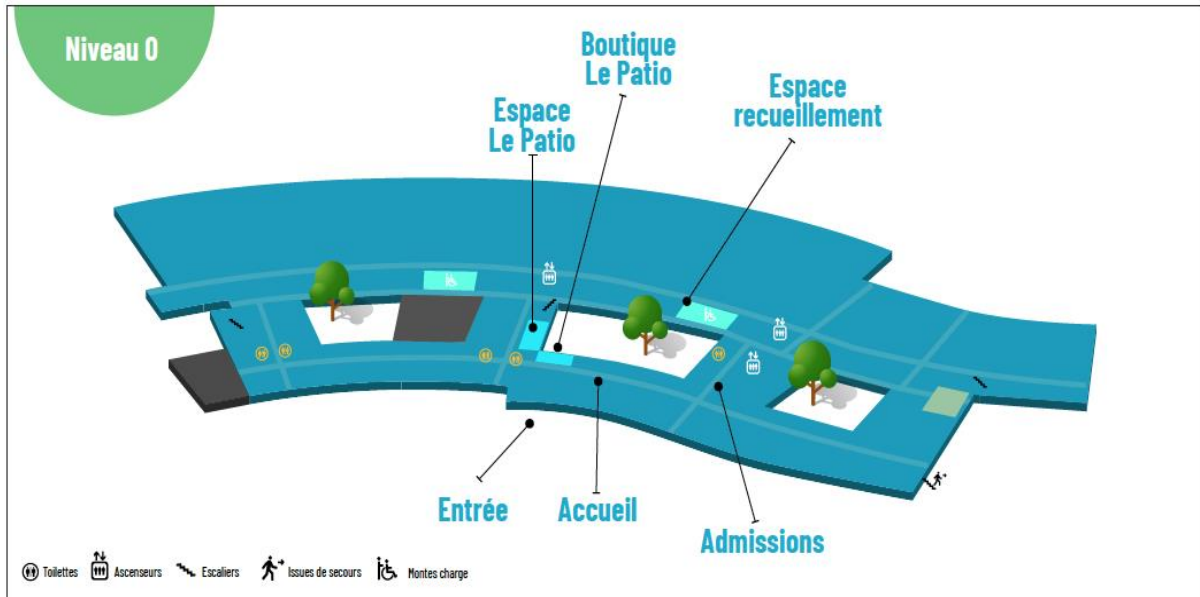 Niveau 0
Boutique
Le Patio
Espace
recueillement
Espace
Le Patio
Entrée
Accueil
Admissions
Toilettes
Ascenseurs
Escaliers
Issues de secours
Montes charge